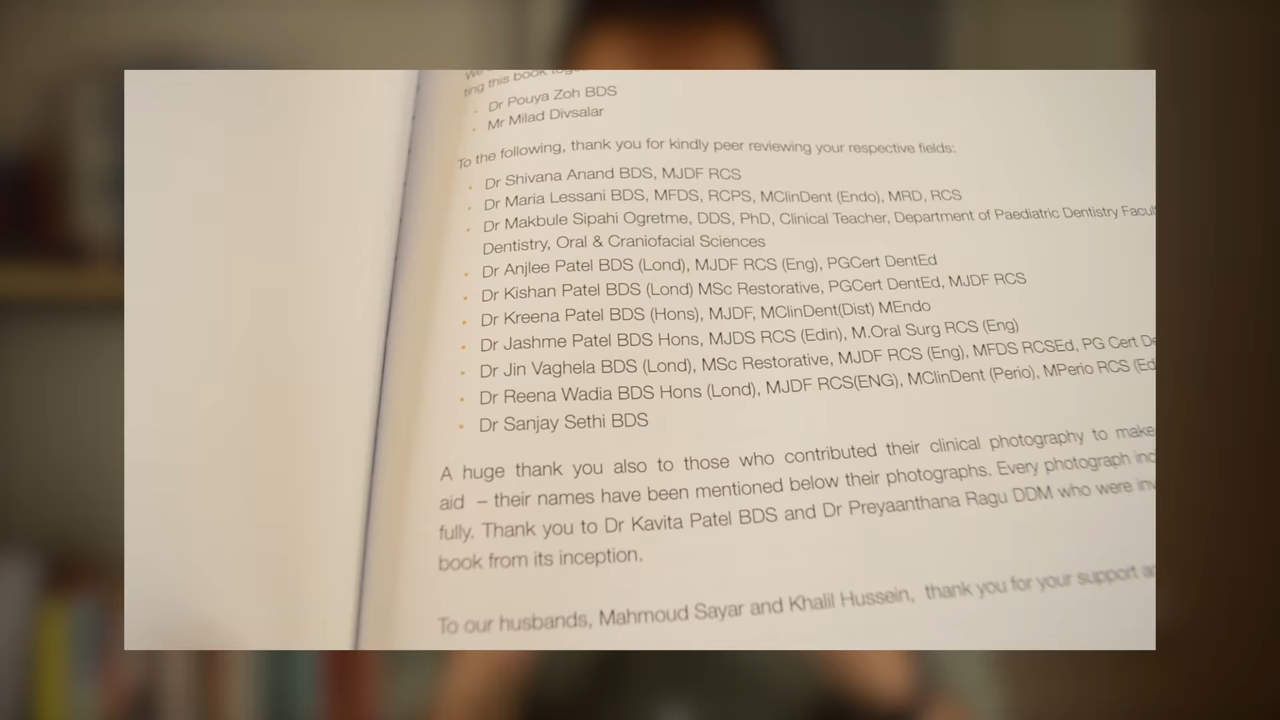 ting this book
• Dr Pouya Zoh BDS
• Mr Milad Divsalar
To the following, thank you for kindly peer reviewing your respective fields:
• Dr Shivana Anand BDS, MJDF RCS
• Dr Maria Lessani BDS, MFDS, RCPS, MClinDent (Endo), MRD, RCS
• Dr Makbule Sipahi Ogretme, DDS, PhD, Clinical Teacher, Department of Paediatric Dentistry
Dentistry, Oral & Craniofacial Sciences
• Dr Anjlee Patel BDS (Lond), MJDF RCS (Eng), PGCert DentEd
• Dr Kishan Patel BDS (Lond) MSc Restorative, PGCert DentEd, MJDF RCS
• Dr Kreena Patel BDS (Hons), MJDF, MClinDent(Dist) MEndo
• Dr Jashme Patel BDS Hons, MJDS RCS (Edin), M.Oral Surg RCS (Eng)
• Dr Jin Vaghela BDS (Lond), MSc Restorative, MJDF RCS (Eng), MFDS RCSEd, PG Cert
• Dr Reena Wadia BDS Hons (Lond), MJDF RCS(ENG), MClinDent (Perio), MPerio RCS
• Dr Sanjay Sethi BDS
A huge thank you also to those who contributed their clinical photography to make
aid – their names have been mentioned below their photographs. Every photograph
fully. Thank you to Dr Kavita Patel BDS and Dr Preyaanthana Ragu DDM who were
book from its inception.
To our husbands, Mahmoud Sayar and Khalil Hussein, thank you for your support